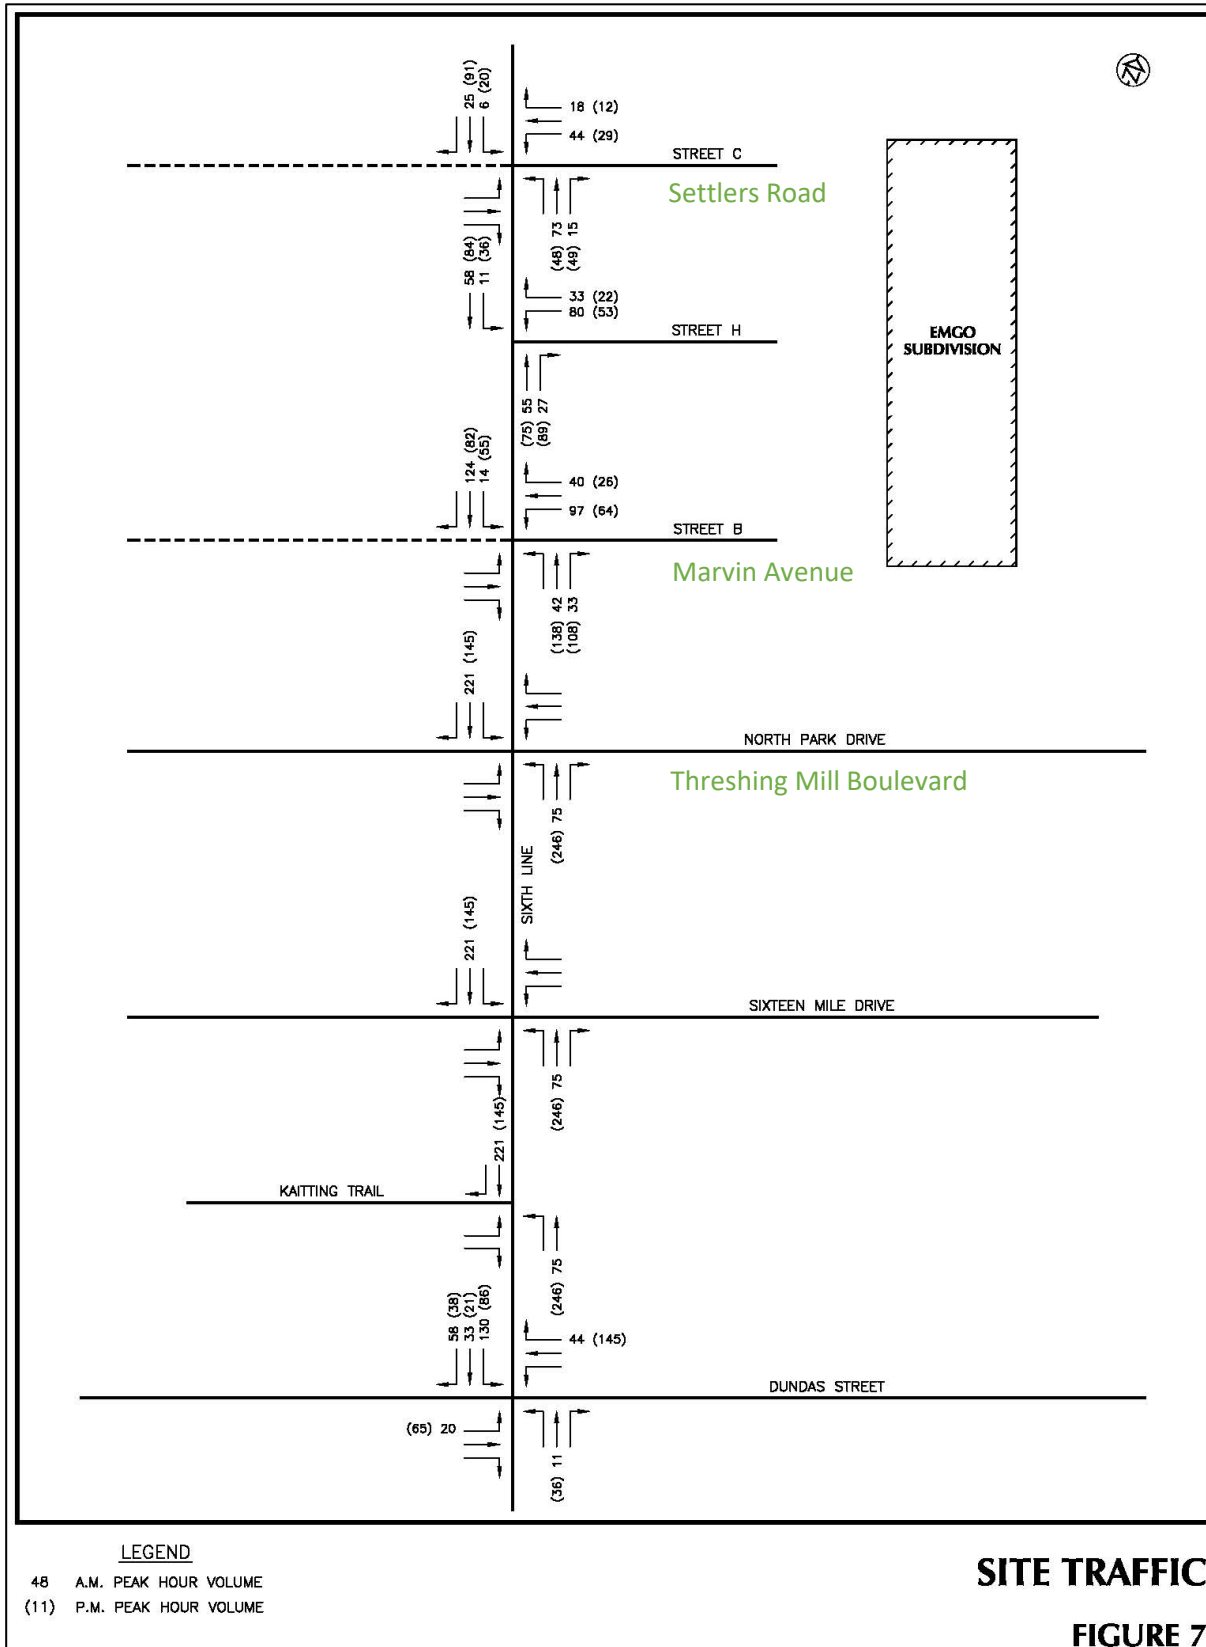 25 (91)
6 (20)
18 (12)
44 (29)
STREET C
Settlers Road
58 (84)
11 (36)
(48) 73
(49) 15
33 (22)
80 (53)
STREET H
EMGO
SUBDIVISION
(75) 55
(89) 27
124 (82)
14 (55)
40 (26)
97 (64)
STREET B
Marvin Avenue
(138) 42
(108) 33
221 (145)
NORTH PARK DRIVE
Threshing Mill Boulevard
(246) 75
SIXTH LINE
221 (145)
SIXTEEN MILE DRIVE
(246) 75
221 (145)
KAITTING TRAIL
(246) 75
58 (38)
33 (21)
130 (86)
44 (145)
DUNDAS STREET
(65) 20
(36) 11
LEGEND
48 A.M. PEAK HOUR VOLUME
(11) P.M. PEAK HOUR VOLUME
SITE TRAFFIC
FIGURE 7